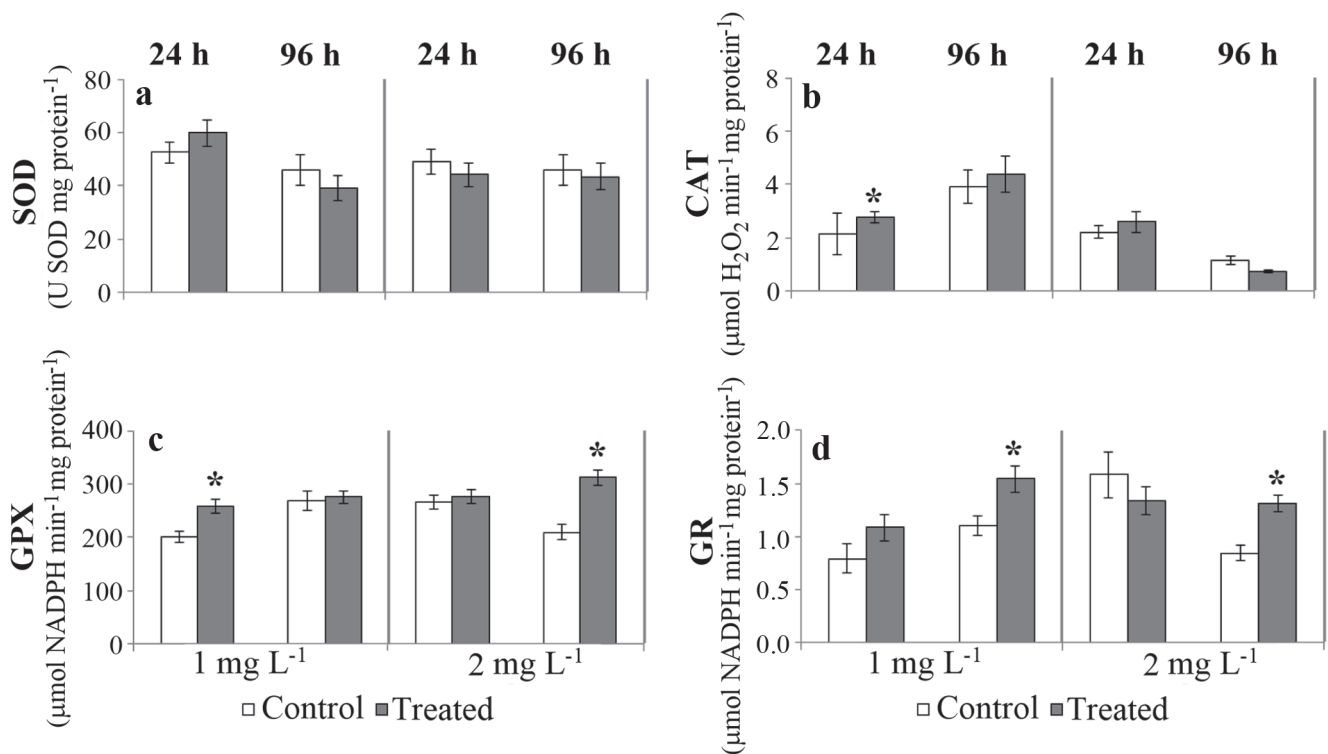 24 h 96 h 24 h 96 h
a
SOD
(U SOD mg protein-1)
80
60
40
20
0
24 h 96 h 24 h 96 h
b
CAT
(µmol H2O2 min-1 mg protein-1)
8
6
4
2
0
*
c
GPX
(µmol NADPH min-1 mg protein-1)
400
300
200
100
0
* *
1 mg L-1 2 mg L-1
□ Control ■ Treated
d
GR
(µmol NADPH min-1 mg protein-1)
2.0
1.5
1.0
0.5
0.0
* *
1 mg L-1 2 mg L-1
□ Control ■ Treated